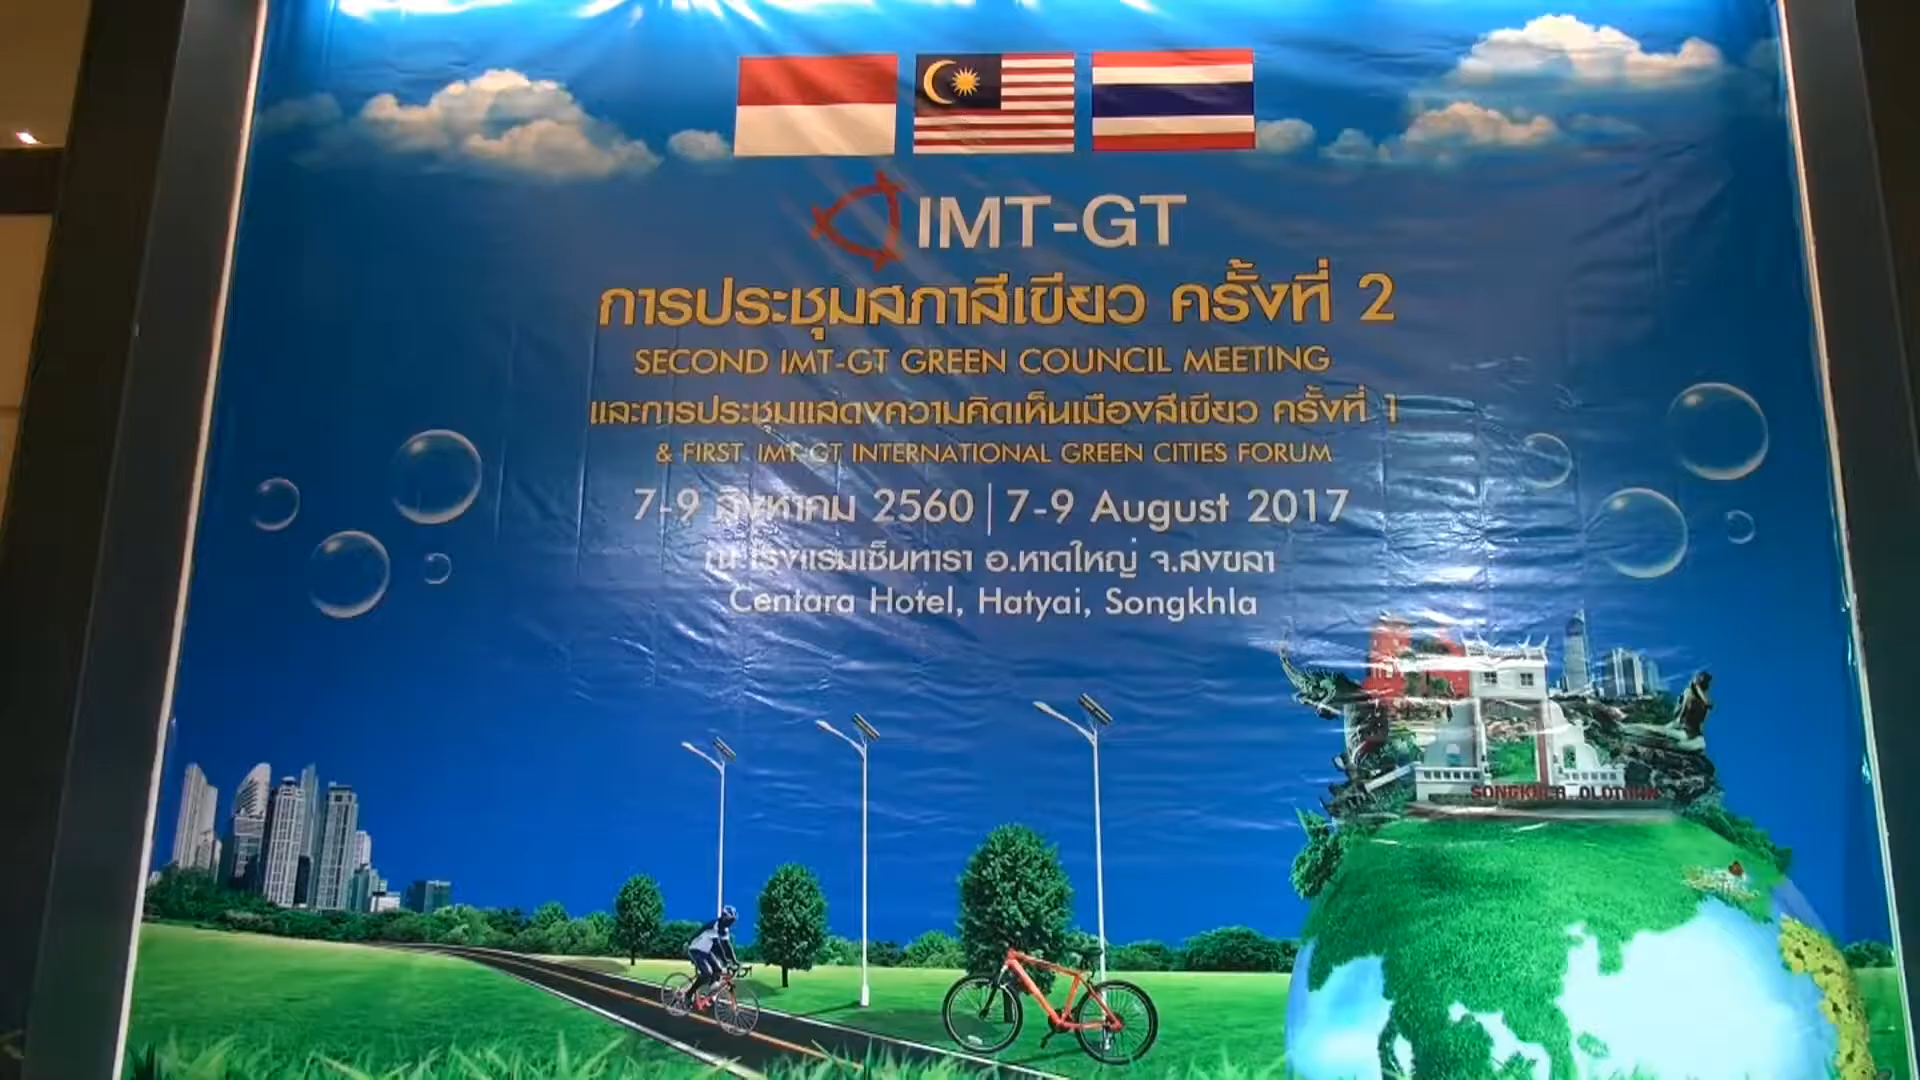 IMT-GT
การประชุมสภาสีเขียว ครั้งที่ 2
SECOND IMT-GT GREEN COUNCIL MEETING
และการประชุมแสดงความคิดเห็นเมืองสีเขียว ครั้งที่ 1
& FIRST IMT-GT INTERNATIONAL GREEN CITIES FORUM
7-9 สิงหาคม 2560 | 7-9 August 2017
ณ โรงแรมเซ็นทารา อ.หาดใหญ่ จ.สงขลา
Centara Hotel, Hatyai, Songkhla
SONGKHLA OLDTOWN